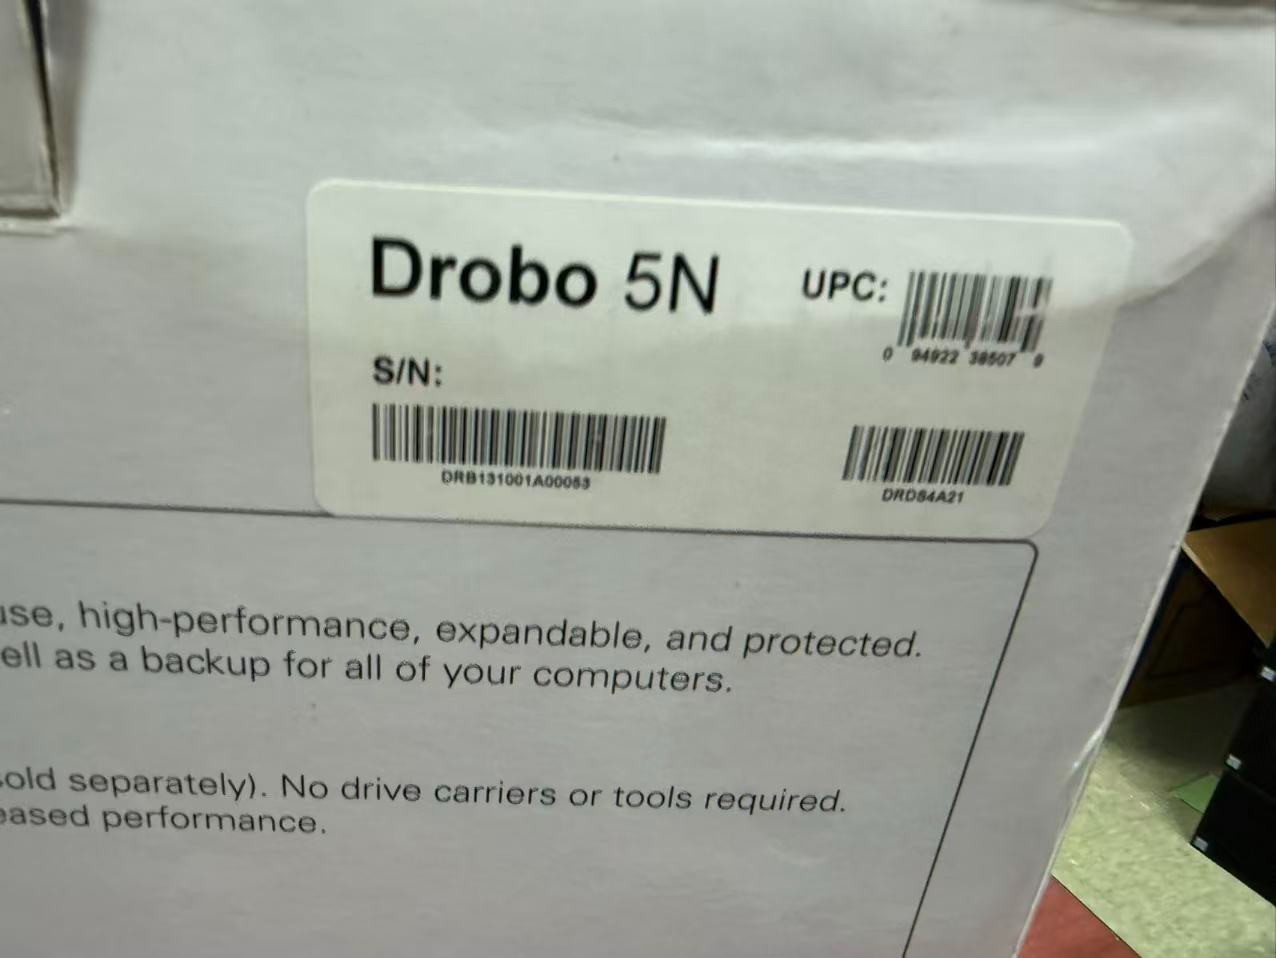 Drobo 5N
UPC:
0 94922 38507 9
S/N:
DRB131001A00053
DRDS4A21
use, high-performance, expandable, and protected.
ell as a backup for all of your computers.
sold separately). No drive carriers or tools required.
eased performance.